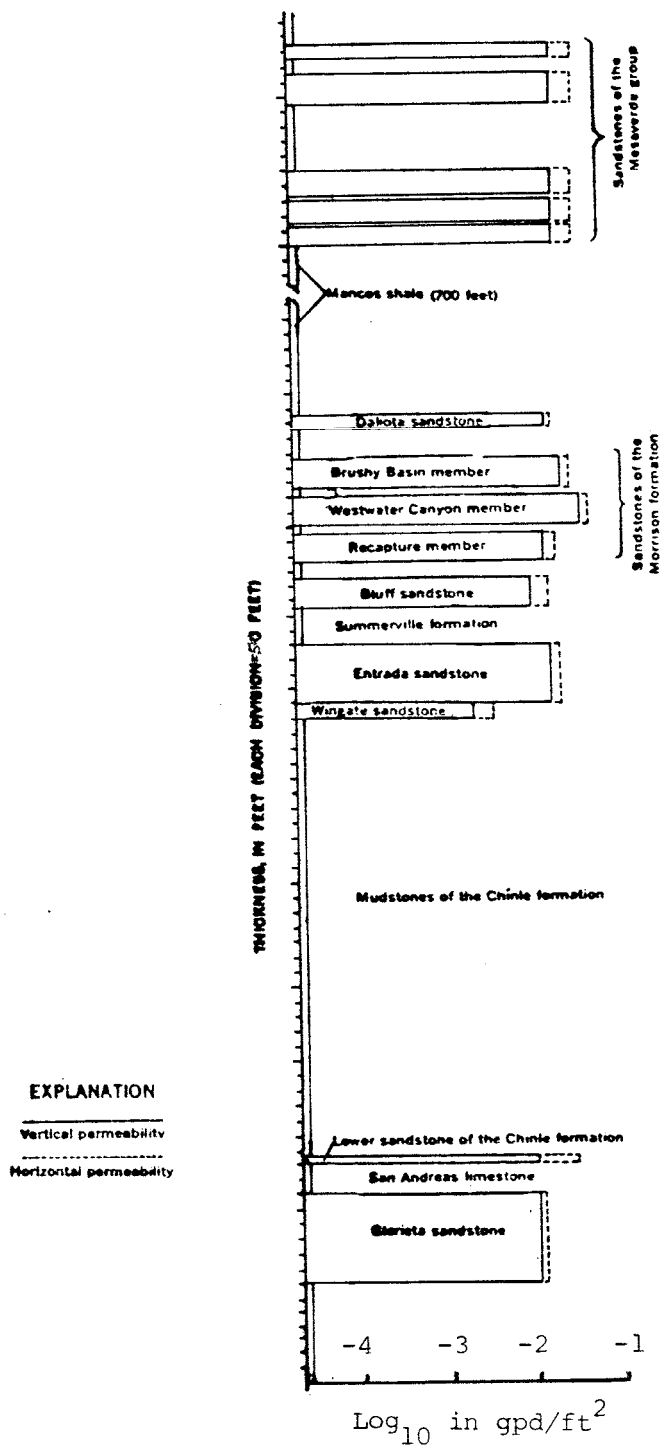 Sandstones of the
Mesaverde group
Mancos shale (700 feet)
Dakota sandstone
Brushy Basin member
Westwater Canyon member
Recapture member
Sandstones of the
Morrison formation
Bluff sandstone
Summerville formation
Entrada sandstone
Wingate sandstone
THICKNESS, IN FEET (EACH DIVISION=50 FEET)
Mudstones of the Chinle formation
EXPLANATION
Vertical permeability
Horizontal permeability
Lower sandstone of the Chinle formation
San Andreas limestone
Glorieta sandstone
-4 -3 -2 -1
Log10 in gpd/ft2